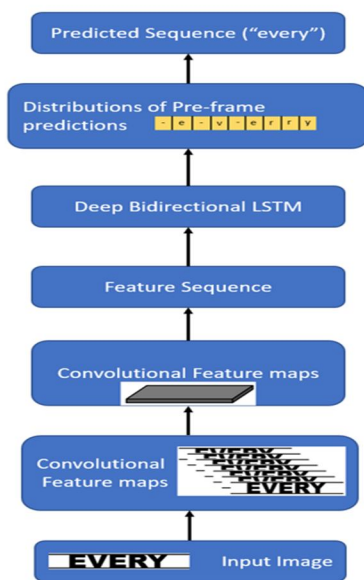 Predicted Sequence (“every”)
Distributions of Pre-frame
predictions - e - v - e r r y
Deep Bidirectional LSTM
Feature Sequence
Convolutional Feature maps
Convolutional
Feature maps
EVERY
EVERY Input Image